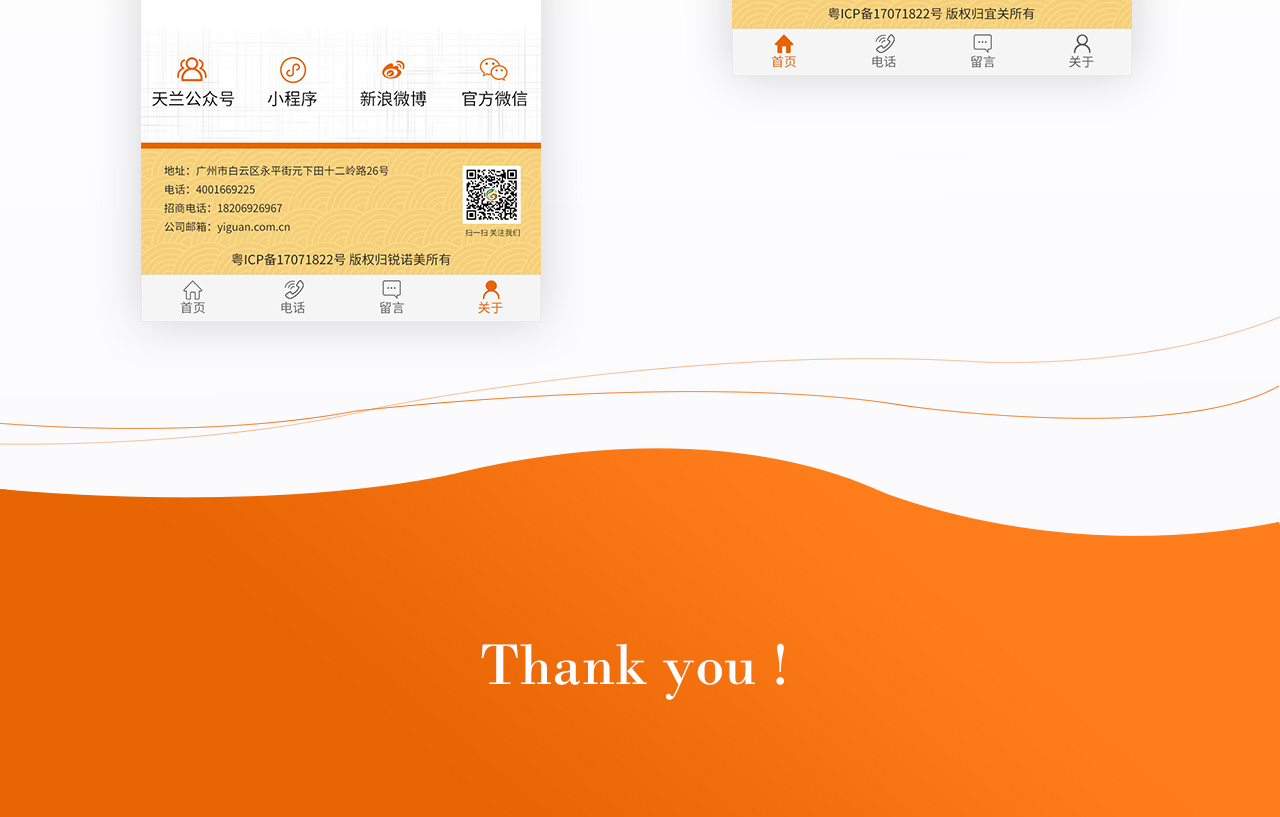 天兰公众号 小程序 新浪微博 官方微信
地址：广州市白云区永平街元下田十二岭路26号
电话：4001669225
招商电话：18206926967
公司邮箱：yiguan.com.cn
扫一扫 关注我们
粤ICP备17071822号 版权归锐诺美所有
首页 电话 留言 关于
粤ICP备17071822号 版权归宜关所有
首页 电话 留言 关于
Thank you !